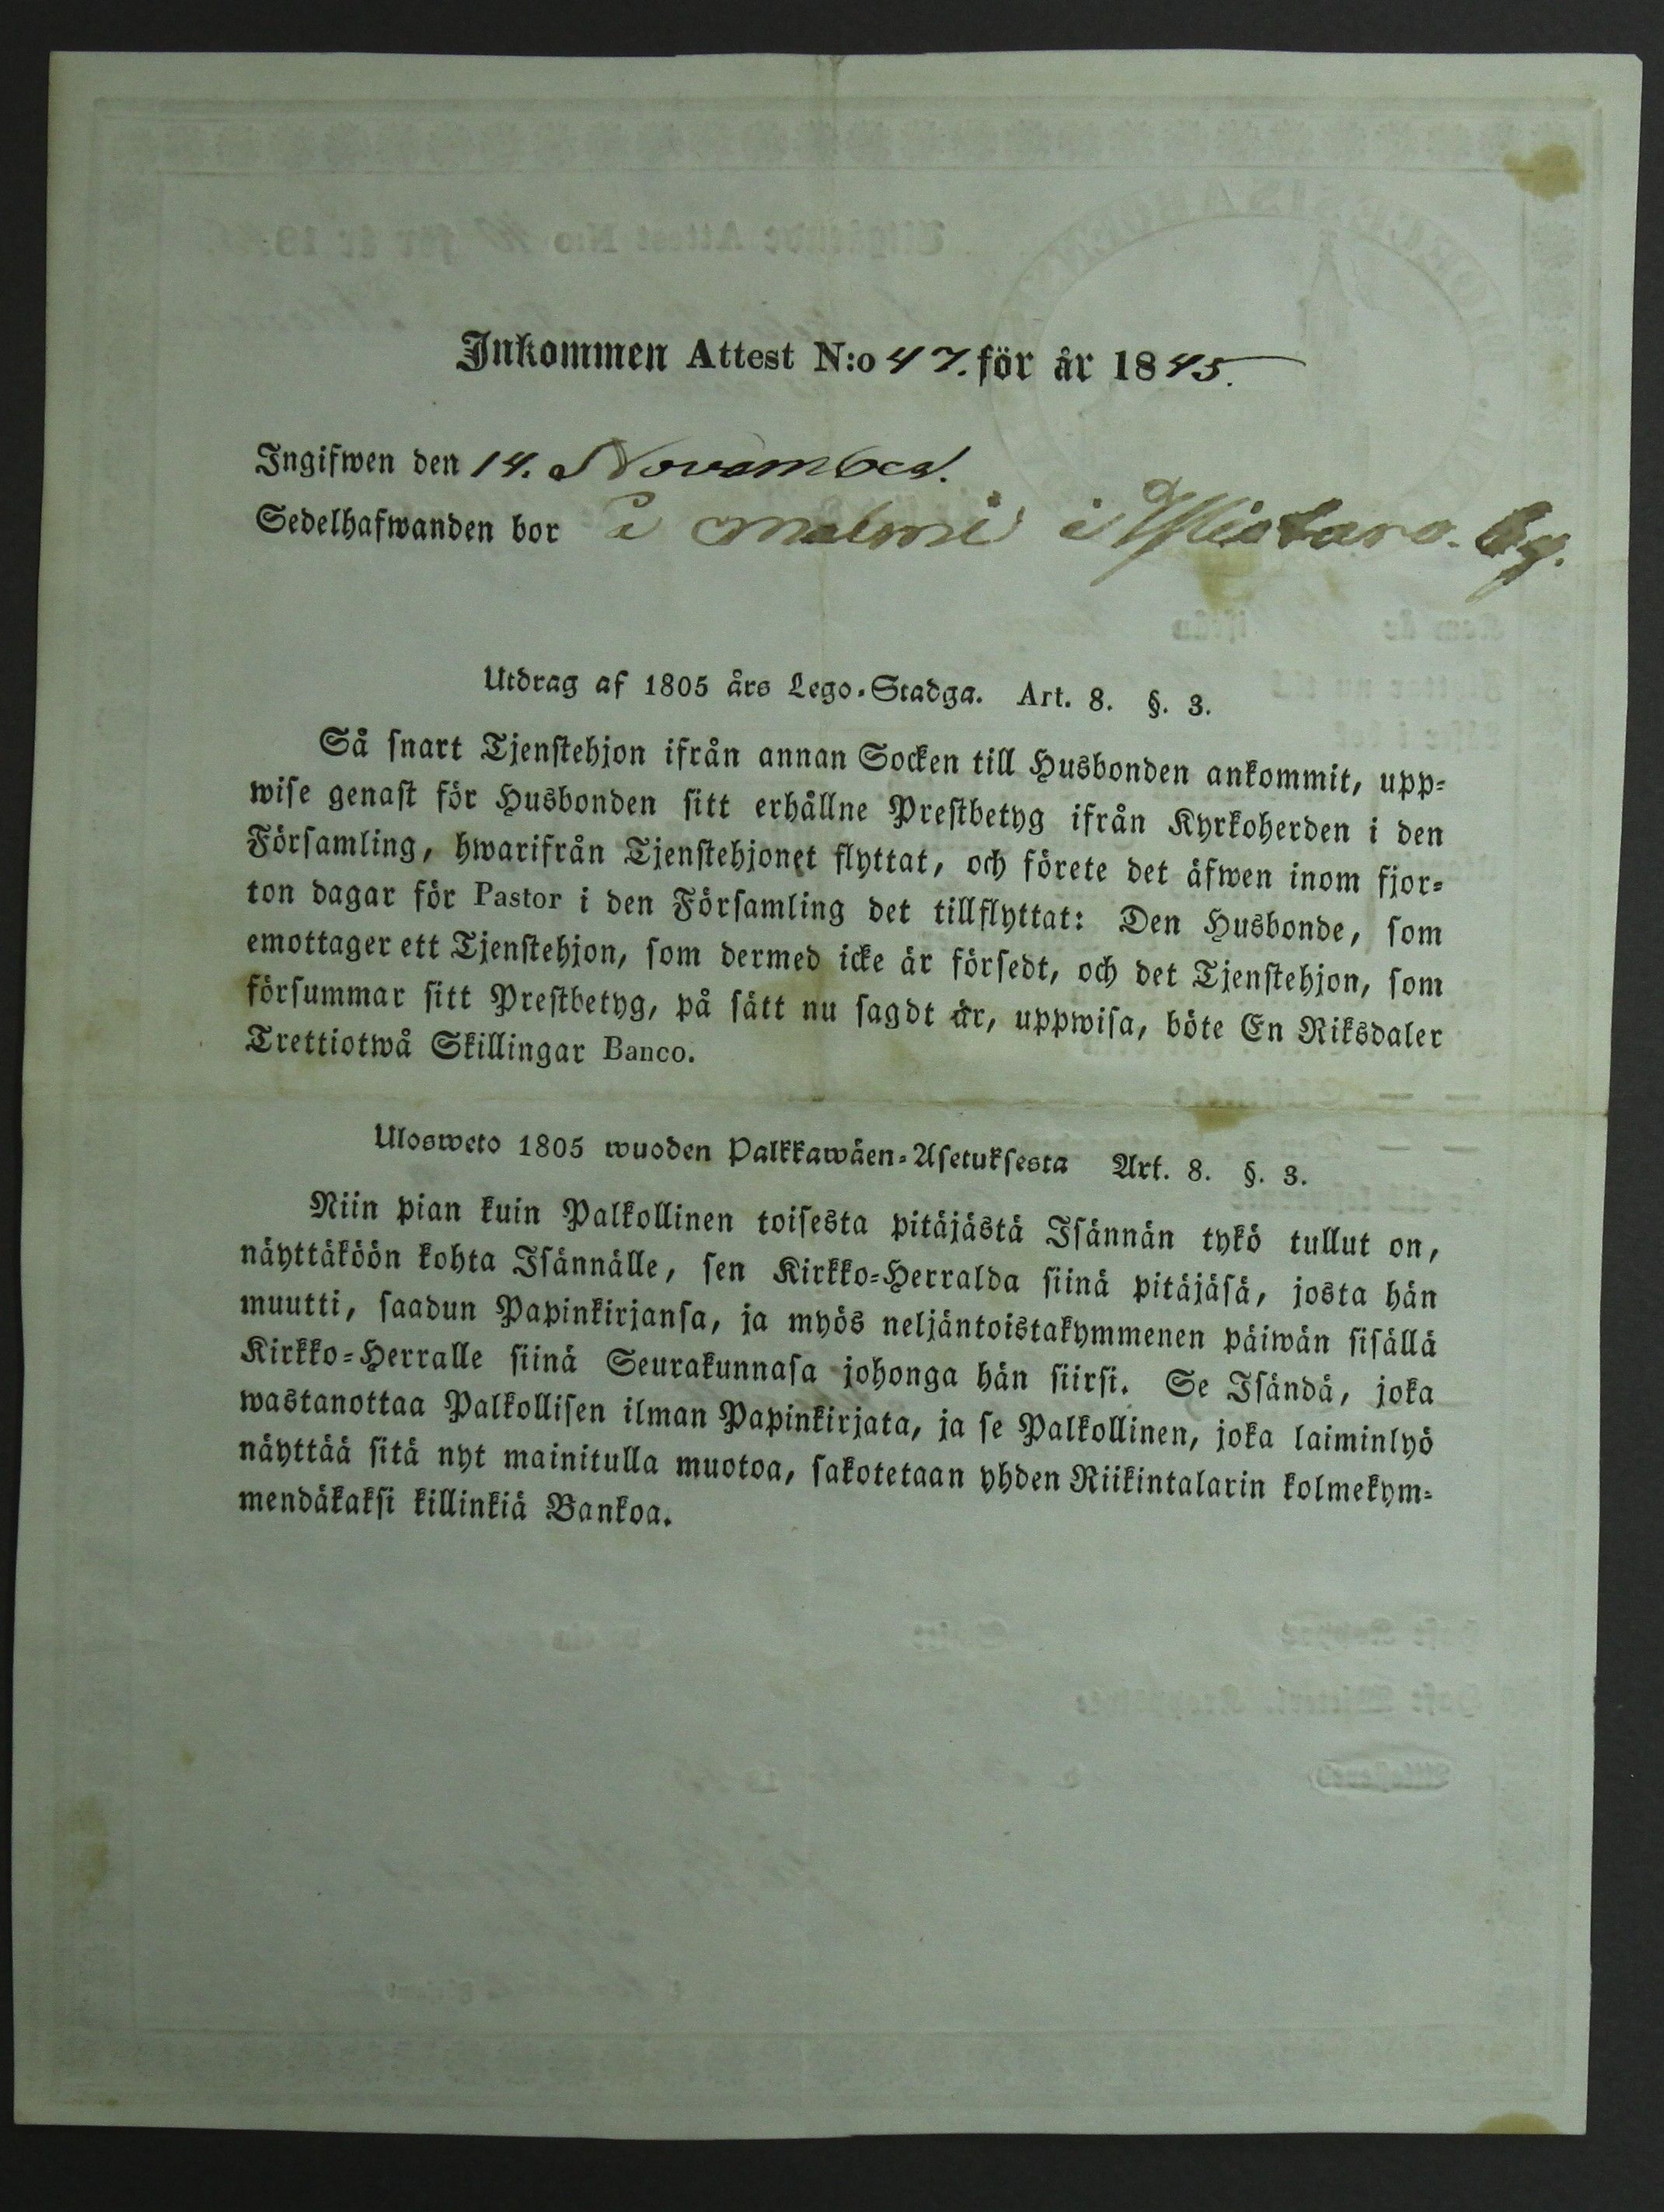 Inkommen Attest N:o 47. för år 1845.
Ingifwen den 14. November.
Sedelhafwanden bor i Malmi i by.
Utdrag af 1805 års Lego-Stadga. Art. 8. §. 3.
Så snart Tjenstehjon ifrån annan Socken till Husbonden ankommit, upp-
wise genast för Husbonden sitt erhållne Prestbetyg ifrån Kyrkoherden i den
Församling, hwarifrån Tjenstehjonet flyttat, och förete det äfwen inom fjor-
ton dagar för Pastor i den Församling det tillflyttat: Den Husbonde, som
emottager ett Tjenstehjon, som dermed icke är försedt, och det Tjenstehjon, som
försummar sitt Prestbetyg, på sätt nu sagdt är, uppwisa, böte En Riksdaler
Trettiotwå Skillingar Banco.
Ulosweto 1805 wuoden Palkkawäen-Asetuksesta Art. 8. §. 3.
Niin pian kuin Palkollinen toisesta pitäjästä Isännän tykö tullut on,
näyttäköön kohta Isännälle, sen Kirkko-Herralda siinä pitäjäsä, josta hän
muutti, saadun Papinkirjansa, ja myös neljäntoistakymmenen päiwän sisällä
Kirkko-Herralle siinä Seurakunnasa johonga hän siirsi. Se Isändä, joka
wastanottaa Palkollisen ilman Papinkirjata, ja se Palkollinen, joka laiminlyö
näyttää sitä nyt mainitulla muotoa, sakotetaan yhden Riikintalarin kolmekym-
mendäkaksi killinkiä Bankoa.